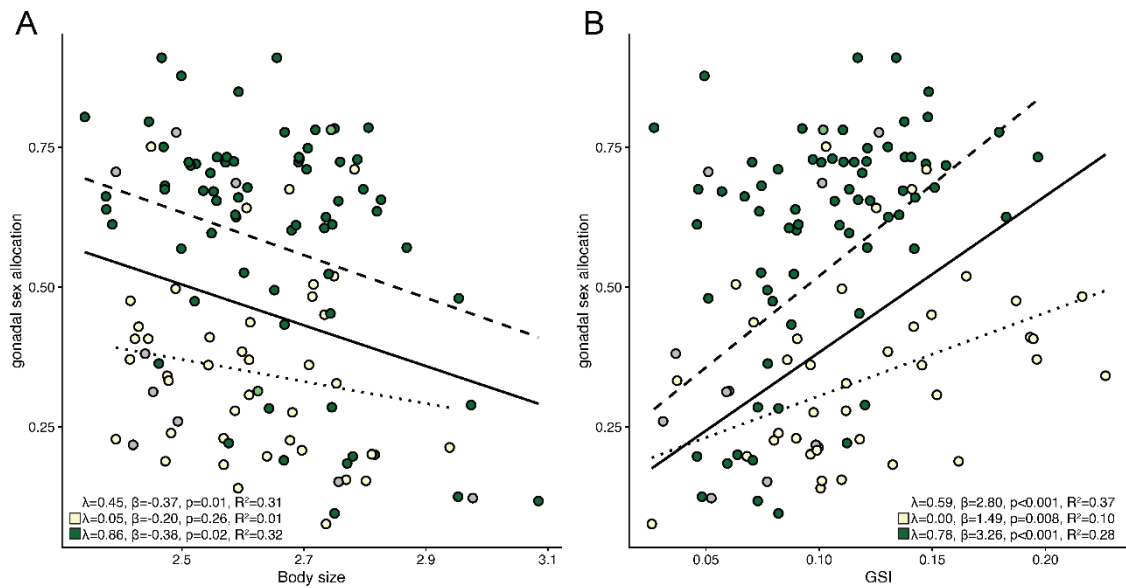 A
gonadal sex allocation
0.75
0.50
0.25
λ=0.45, β=-0.37, p=0.01, R²=0.31
λ=0.05, β=-0.20, p=0.26, R²=0.01
λ=0.86, β=-0.38, p=0.02, R²=0.32
2.5 2.7 2.9 3.1
Body size
B
gonadal sex allocation
0.75
0.50
0.25
λ=0.59, β=2.80, p<0.001, R²=0.37
λ=0.00, β=1.49, p=0.008, R²=0.10
λ=0.78, β=3.26, p<0.001, R²=0.28
0.05 0.10 0.15 0.20
GSI